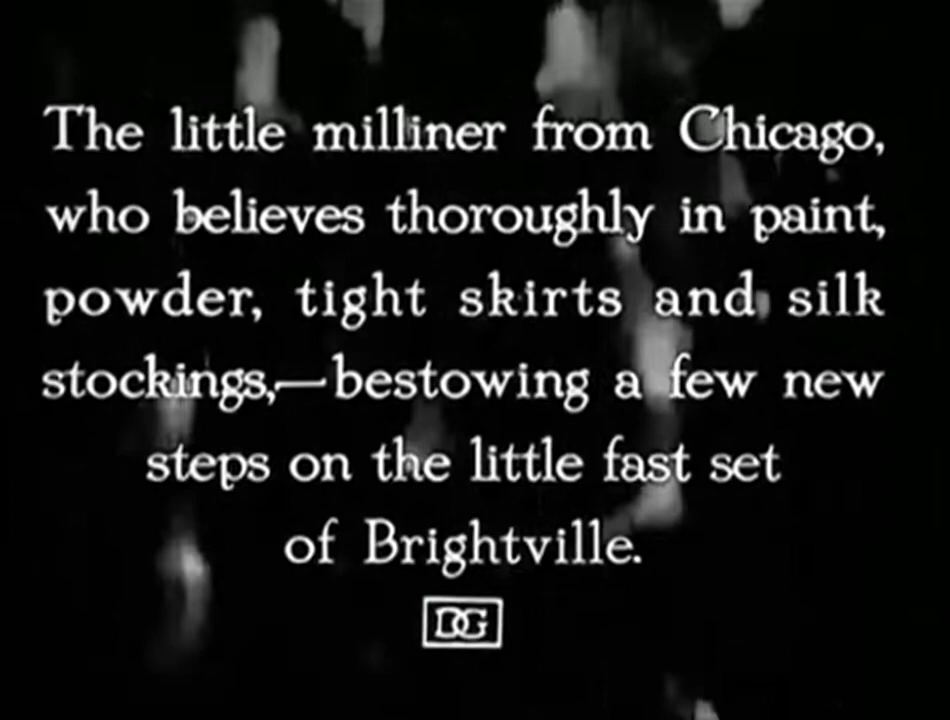 The little milliner from Chicago,
who believes thoroughly in paint,
powder, tight skirts and silk
stockings,—bestowing a few new
steps on the little fast set
of Brightville.
DG